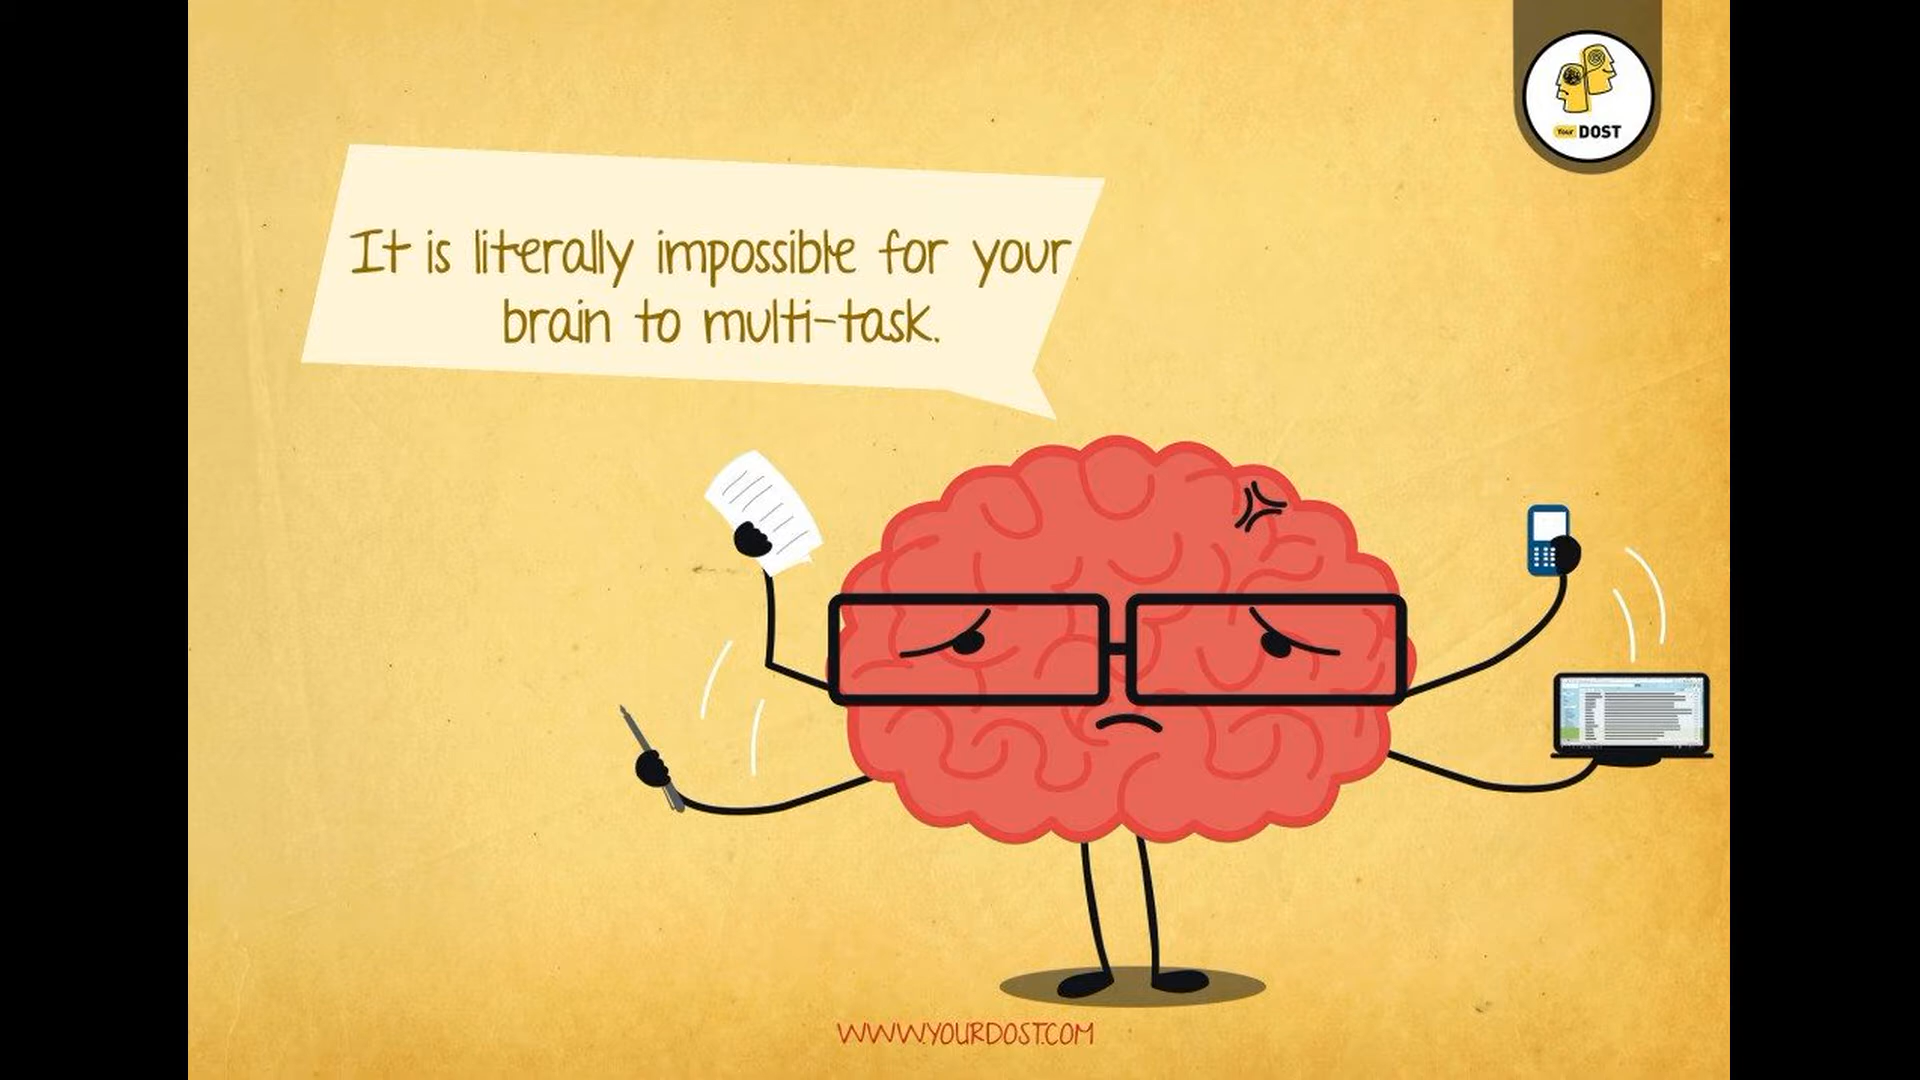 Your DOST
It is literally impossible for your
brain to multi-task.
WWW.YOURDOST.COM